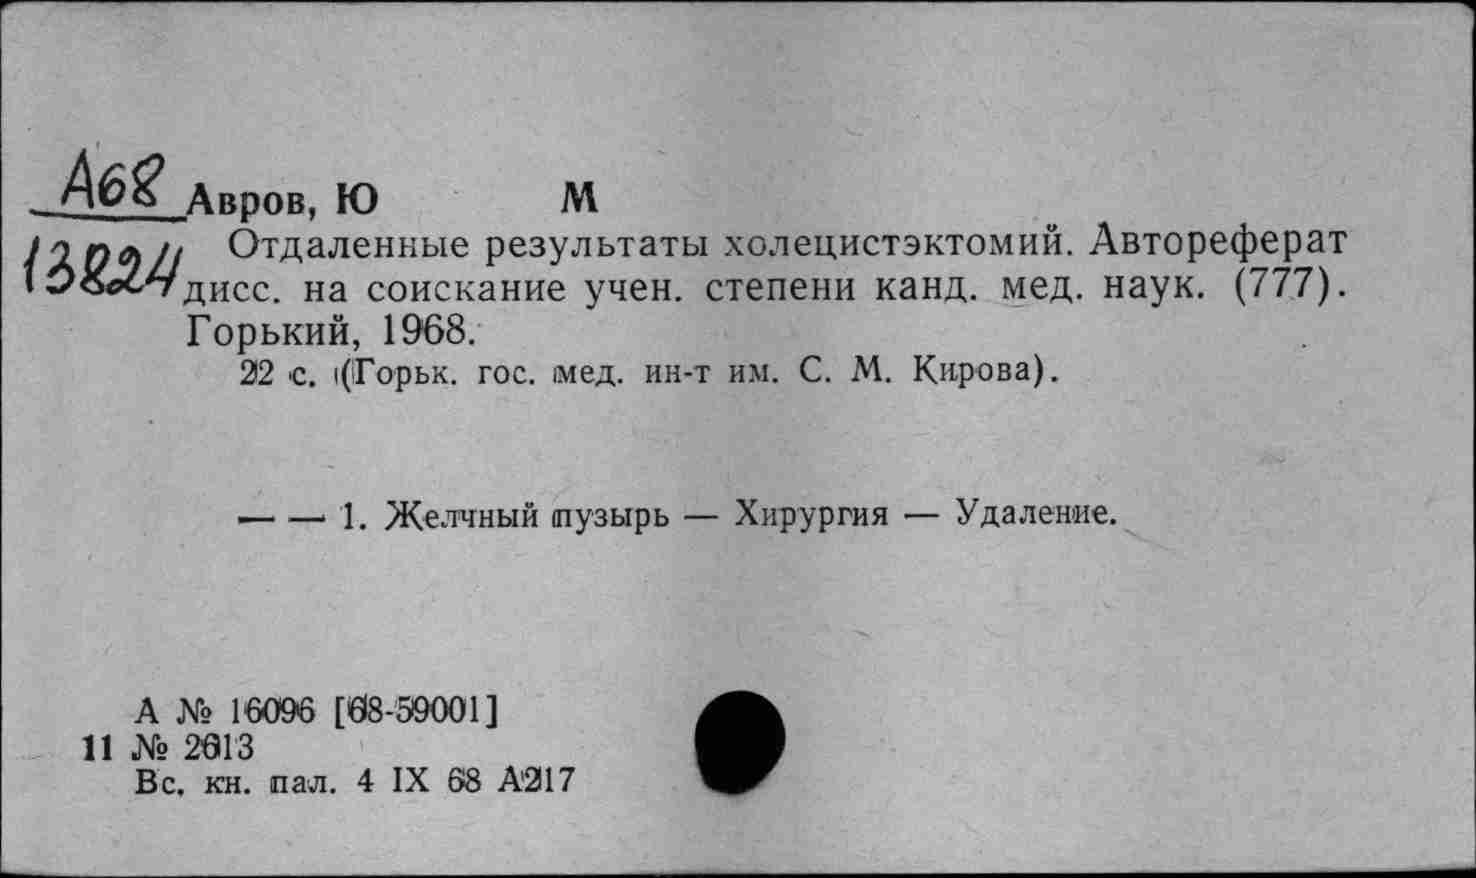 А68 Авров, Ю М
13824 Отдаленные результаты холецистэктомий. Автореферат
дисс. на соискание учен. степени канд. мед. наук. (777).
Горький, 1968.
22 с. (Горьк. гос. мед. ин-т им. С. М. Кирова).
— — 1. Желчный пузырь — Хирургия — Удаление.
А № 16096 [68-59001]
11 № 2613
Вс. кн. пал. 4 IX 68 А217